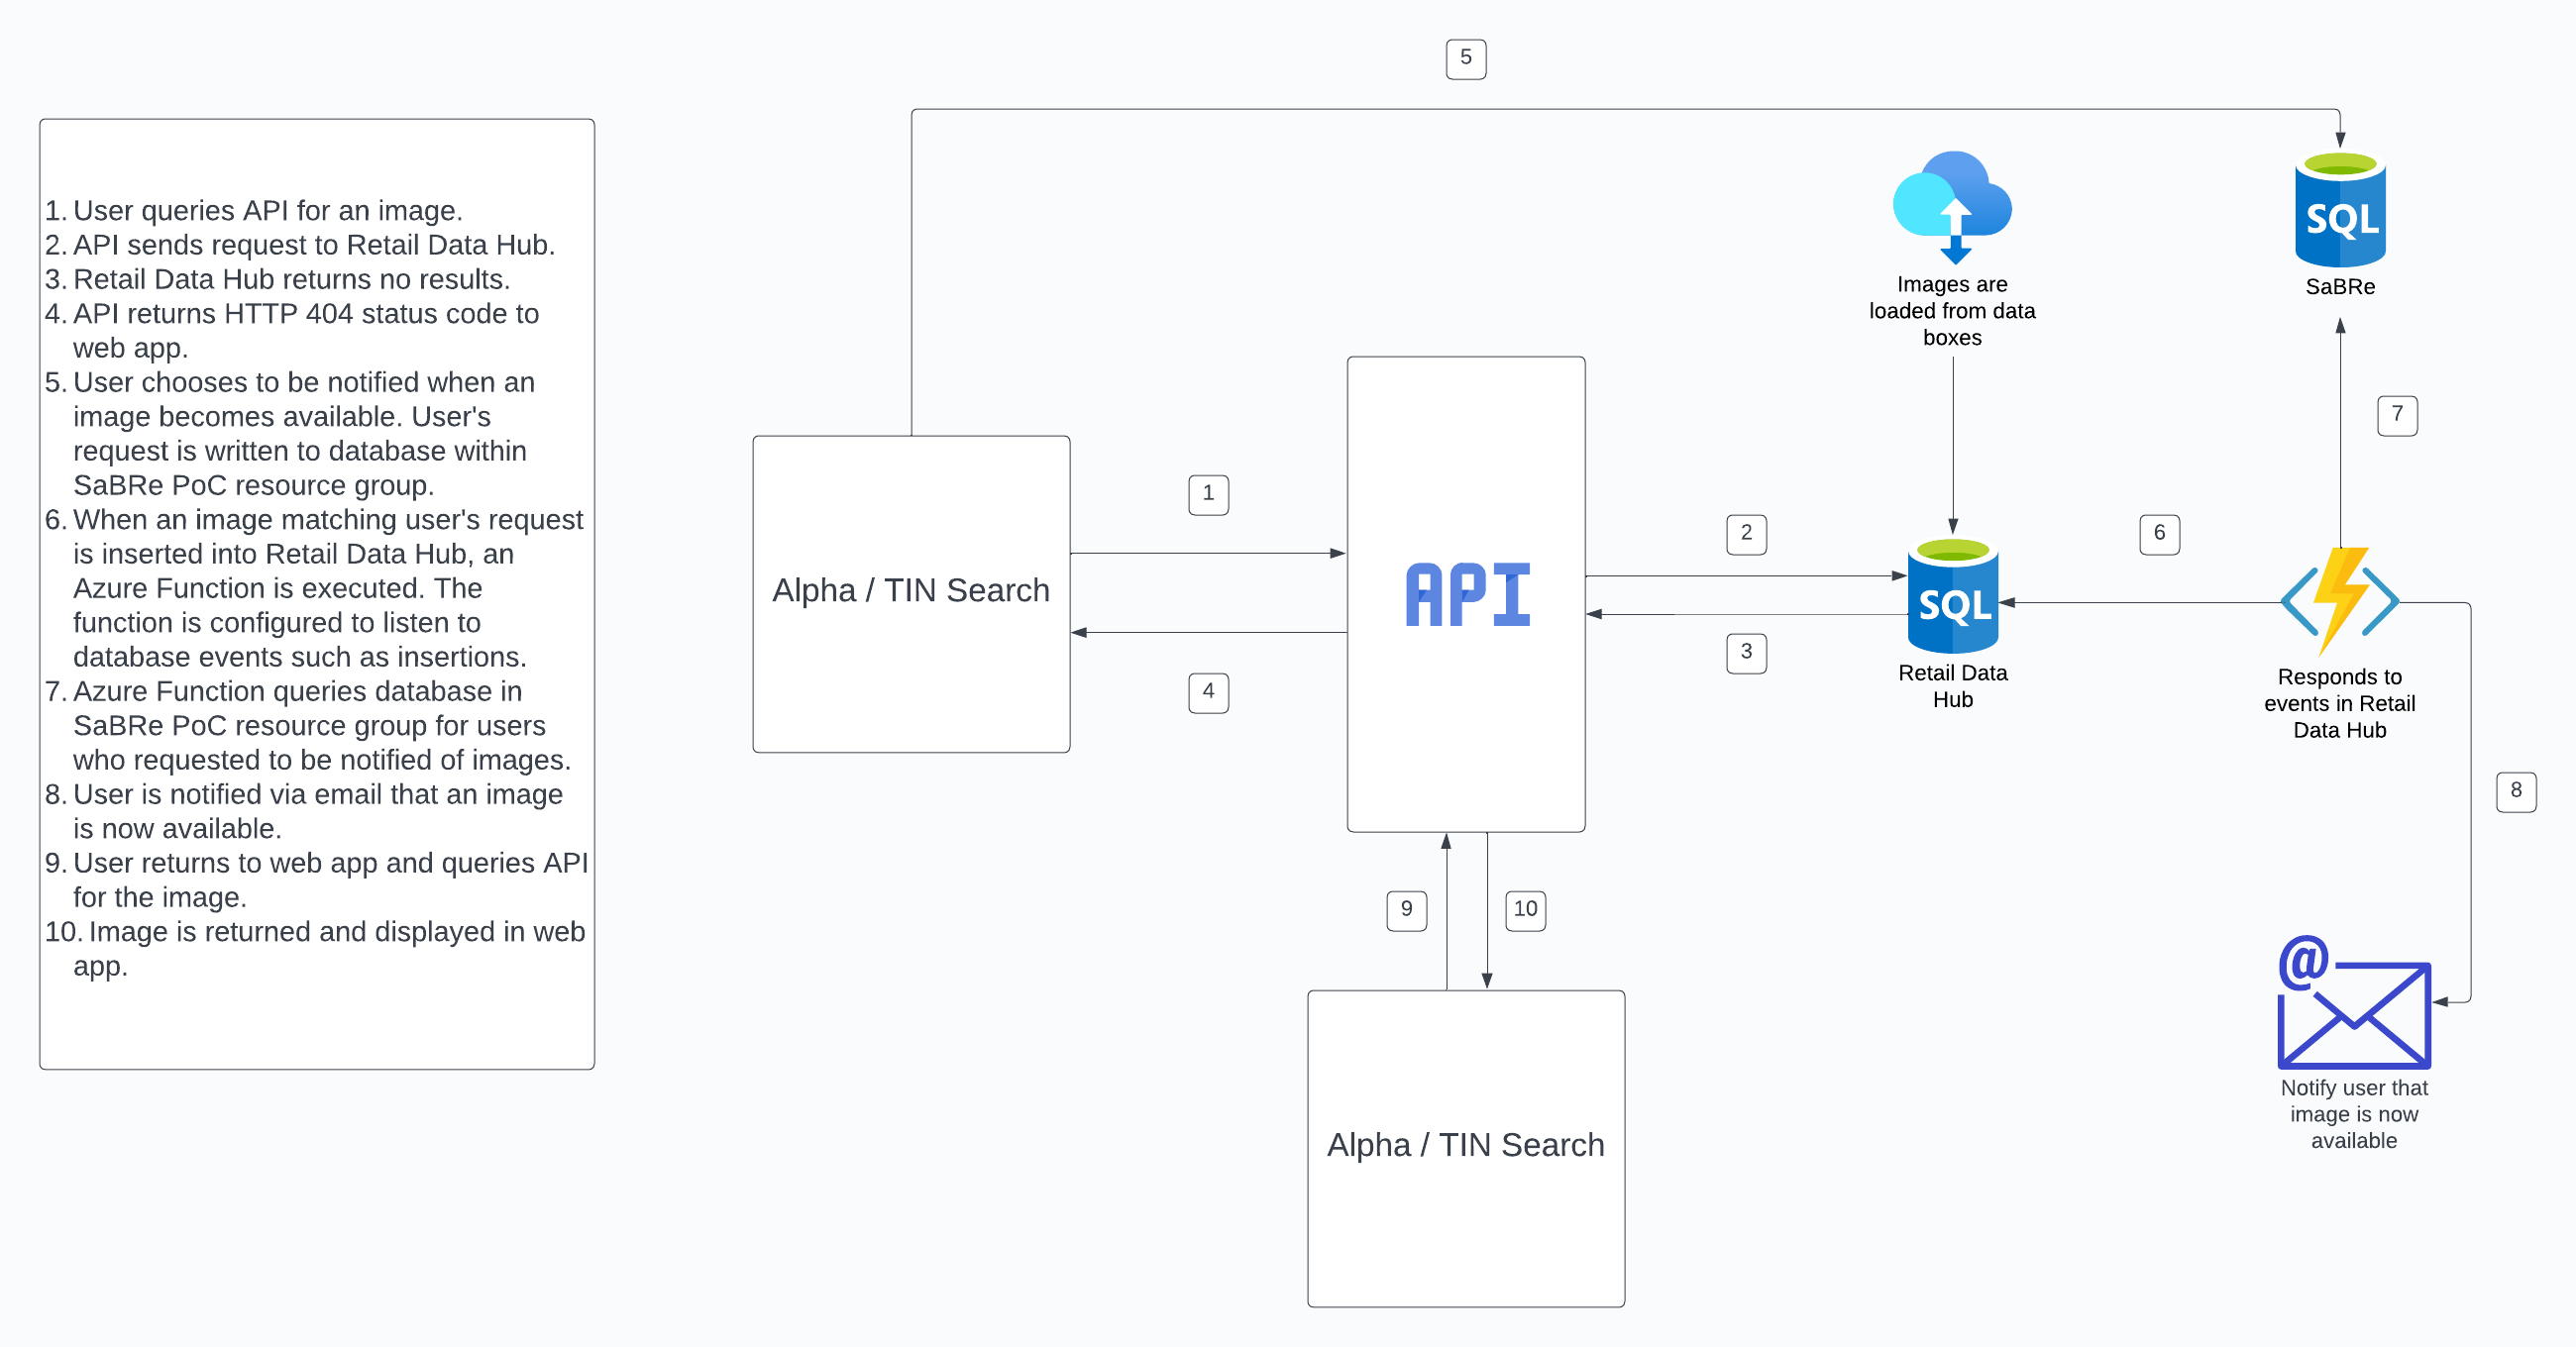 5
1. User queries API for an image.
2. API sends request to Retail Data Hub.
3. Retail Data Hub returns no results.
4. API returns HTTP 404 status code to
web app.
5. User chooses to be notified when an
image becomes available. User's
request is written to database within
SaBRe PoC resource group.
6. When an image matching user's request
is inserted into Retail Data Hub, an
Azure Function is executed. The
function is configured to listen to
database events such as insertions.
7. Azure Function queries database in
SaBRe PoC resource group for users
who requested to be notified of images.
8. User is notified via email that an image
is now available.
9. User returns to web app and queries API
for the image.
10. Image is returned and displayed in web
app.
Images are
loaded from data
boxes
SQL
SaBRe
7
1
Alpha / TIN Search
4
API
2
3
SQL
Retail Data
Hub
6
Responds to
events in Retail
Data Hub
8
9
10
@
Notify user that
image is now
available
Alpha / TIN Search